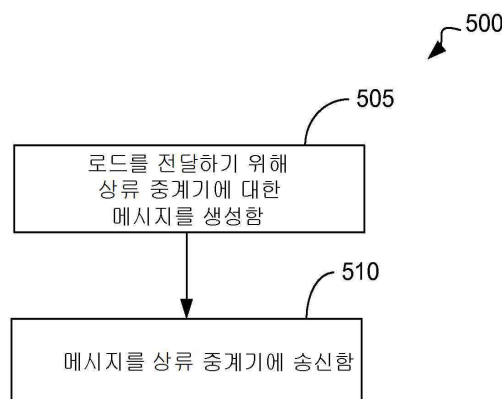 500
505
로드를 전달하기 위해
상류 중계기에 대한
메시지를 생성함
510
메시지를 상류 중계기에 송신함